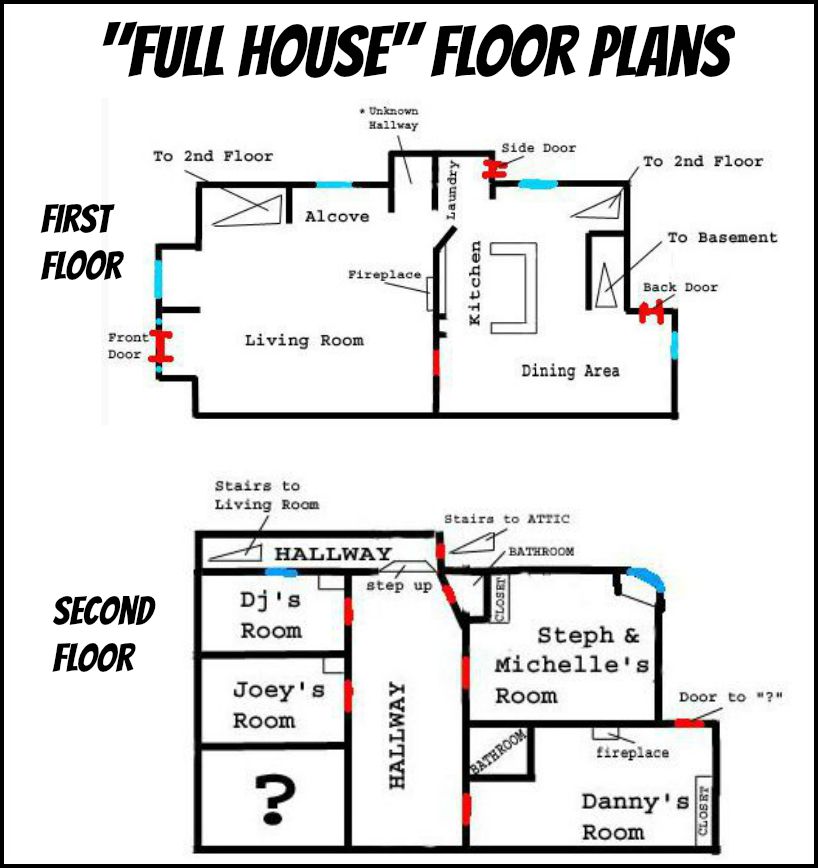 "FULL HOUSE" FLOOR PLANS
* Unknown
Hallway
Side Door
To 2nd Floor
To 2nd Floor
FIRST
FLOOR
Alcove
Laundry
To Basement
Fireplace
Kitchen
Back Door
Front
Door
Living Room
Dining Area
Stairs to
Living Room
Stairs to ATTIC
HALLWAY
BATHROOM
step up
CLOSET
SECOND
FLOOR
Dj's
Room
Steph &
Michelle's
Room
Joey's
Room
HALLWAY
Door to "?"
BATHROOM
fireplace
?
Danny's
Room
CLOSET